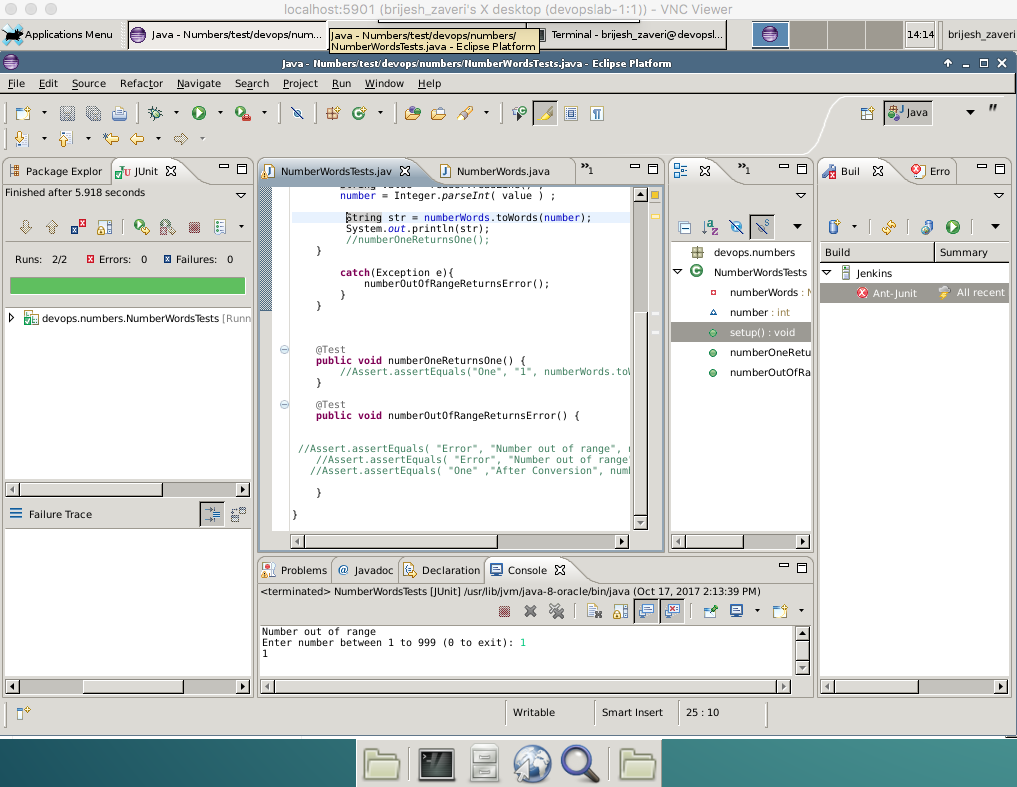 localhost:5901 (brijesh_zaveri's X desktop (devopslab-1:1)) - VNC Viewer
Applications Menu
Java - Numbers/test/devops/num...
Java - Numbers/test/devops/numbers/
NumberWordsTests.java - Eclipse Platform
Terminal - brijesh_zaveri@devopsl...
14:14
brijesh_zaveri
Java - Numbers/test/devops/numbers/NumberWordsTests.java - Eclipse Platform
File Edit Source Refactor Navigate Search Project Run Window Help
Java
Package Explor
JUnit
Finished after 5.918 seconds
Runs: 2/2 Errors: 0 Failures: 0
devops.numbers.NumberWordsTests [Runn
Failure Trace
NumberWordsTests.jav
NumberWords.java
»1
number = Integer.parseInt( value ) ;
String str = numberWords.toWords(number);
System.out.println(str);
//numberOneReturnsOne();
}
catch(Exception e){
numberOutOfRangeReturnsError();
}
}
@Test
public void numberOneReturnsOne() {
//Assert.assertEquals("One", "1", numberWords.toW
}
@Test
public void numberOutOfRangeReturnsError() {
//Assert.assertEquals( "Error", "Number out of range", n
//Assert.assertEquals( "Error", "Number out of range"
//Assert.assertEquals( "One" ,"After Conversion", numb
}
}
»1
devops.numbers
NumberWordsTests
numberWords : N
number : int
setup() : void
numberOneRetu
numberOutOfRa
Buil
Erro
Build Summary
Jenkins
Ant-Junit All recent
Problems
@ Javadoc
Declaration
Console
<terminated> NumberWordsTests [JUnit] /usr/lib/jvm/java-8-oracle/bin/java (Oct 17, 2017 2:13:39 PM)
Number out of range
Enter number between 1 to 999 (0 to exit): 1
1
Writable
Smart Insert
25 : 10